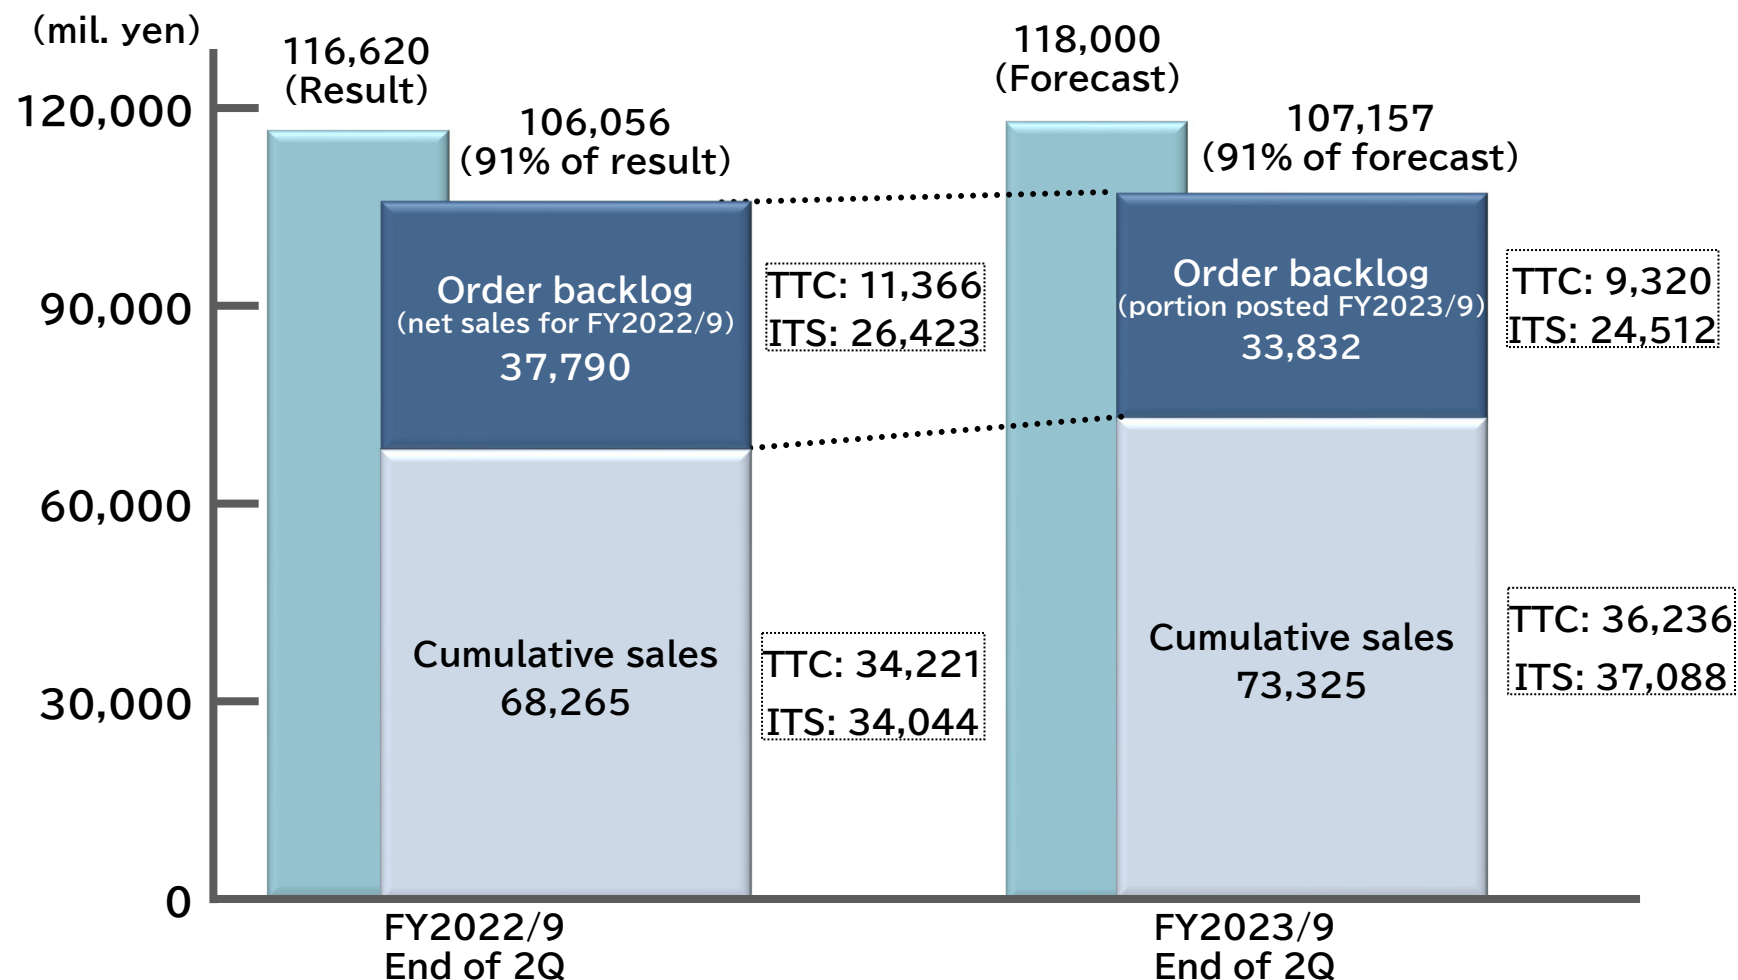 (mil. yen)
116,620
(Result)
106,056
(91% of result)
118,000
(Forecast)
107,157
(91% of forecast)
120,000
90,000
60,000
30,000
0
Order backlog
(net sales for FY2022/9)
37,790
TTC: 11,366
ITS: 26,423
Cumulative sales
68,265
TTC: 34,221
ITS: 34,044
Order backlog
(portion posted FY2023/9)
33,832
TTC: 9,320
ITS: 24,512
Cumulative sales
73,325
TTC: 36,236
ITS: 37,088
FY2022/9
End of 2Q
FY2023/9
End of 2Q